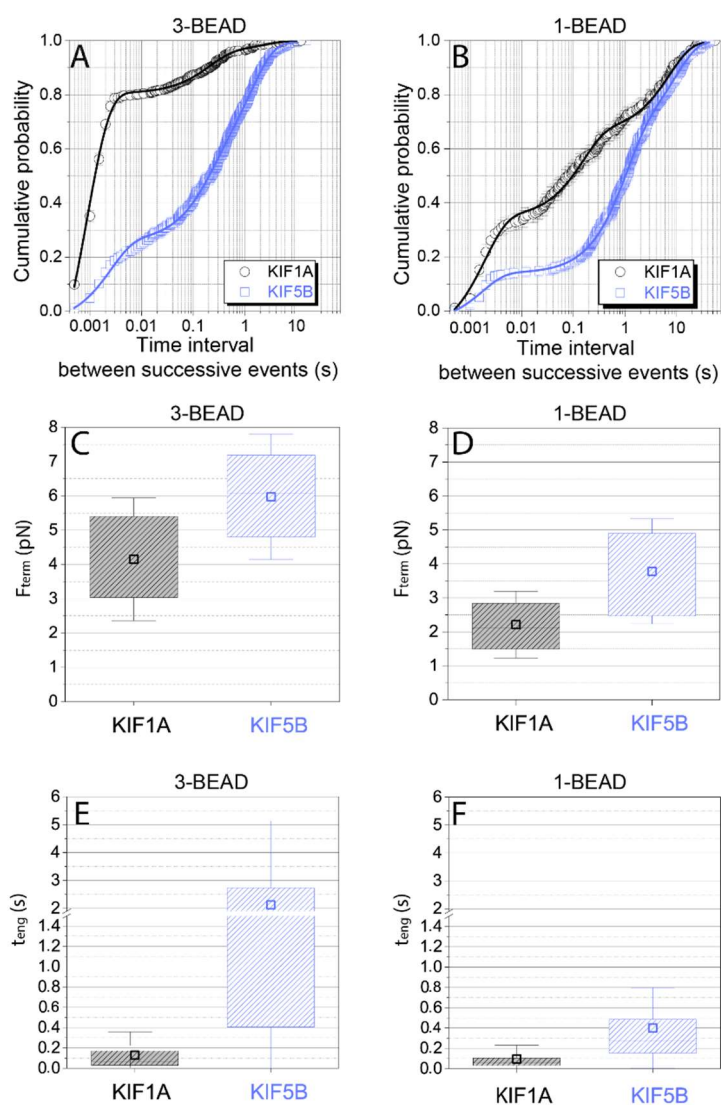 3-BEAD
A
1.0
0.8
0.6
0.4
0.2
0.0
Cumulative probability
0.001 0.01 0.1 1 10
Time interval
between successive events (s)
KIF1A
KIF5B
1-BEAD
B
1.0
0.8
0.6
0.4
0.2
0.0
Cumulative probability
0.001 0.01 0.1 1 10
Time interval
between successive events (s)
KIF1A
KIF5B
3-BEAD
C
8
7
6
5
4
3
2
1
0
Fterm (pN)
KIF1A KIF5B
1-BEAD
D
8
7
6
5
4
3
2
1
0
Fterm (pN)
KIF1A KIF5B
3-BEAD
E
6
5
4
3
2
1.4
1.2
1.0
0.8
0.6
0.4
0.2
0.0
teng (s)
KIF1A KIF5B
1-BEAD
F
6
5
4
3
2
1.4
1.2
1.0
0.8
0.6
0.4
0.2
0.0
teng (s)
KIF1A KIF5B